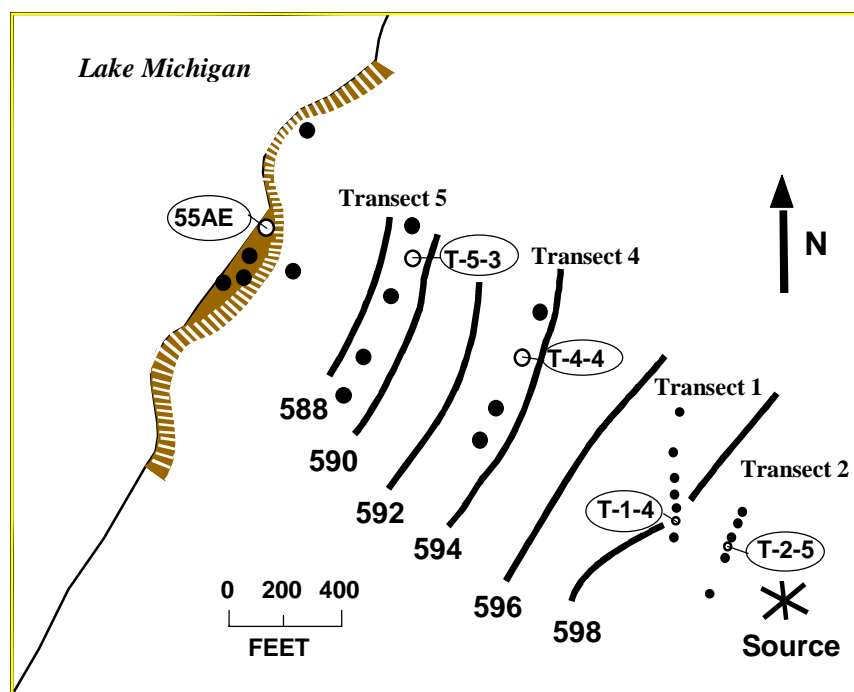 Lake Michigan
Transect 5
55AE
N
T-5-3
Transect 4
T-4-4
588
Transect 1
590
Transect 2
592
T-1-4
594
T-2-5
0 200 400
596
598
FEET
Source